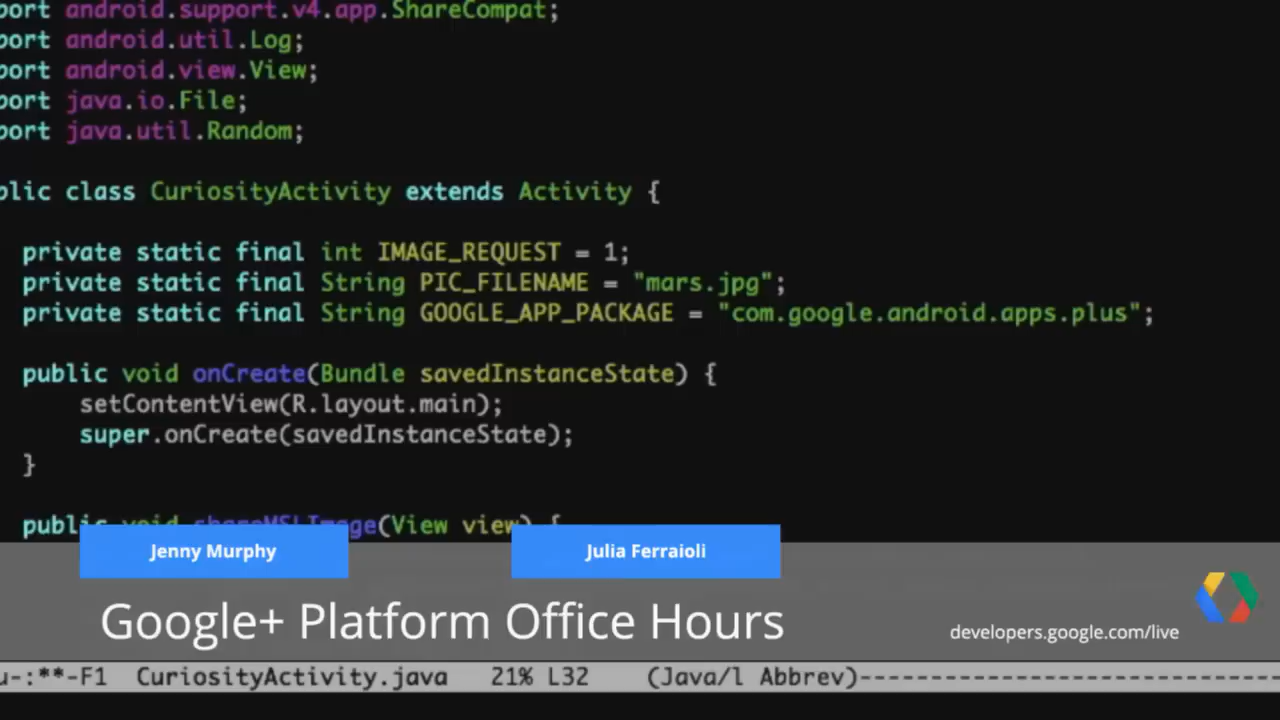 port android.support.v4.app.ShareCompat;
port android.util.Log;
port android.view.View;
port java.io.File;
port java.util.Random;
blic class CuriosityActivity extends Activity {
private static final int IMAGE_REQUEST = 1;
private static final String PIC_FILENAME = "mars.jpg";
private static final String GOOGLE_APP_PACKAGE = "com.google.android.apps.plus";
public void onCreate(Bundle savedInstanceState) {
setContentView(R.layout.main);
super.onCreate(savedInstanceState);
}
public void shareMSLImage(View view) {
Jenny Murphy
Julia Ferraioli
Google+ Platform Office Hours
developers.google.com/live
u-:**-F1 CuriosityActivity.java 21% L32 (Java/l Abbrev)-----------------------------